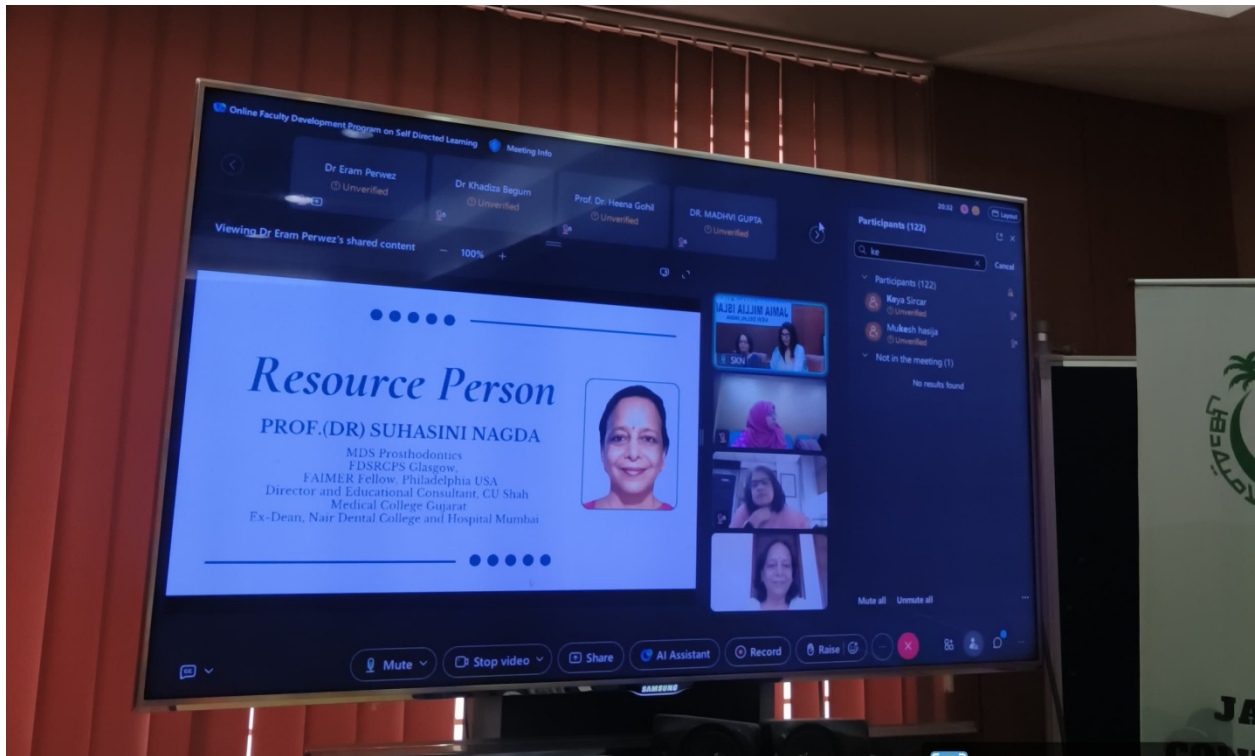 Online Faculty Development Program on Self Directed Learning
Meeting Info
20:32
Layout
Dr Eram Perwez
Unverified
Dr Khadiza Begum
Unverified
Prof. Dr. Heena Gohil
Unverified
DR. MADHVI GUPTA
Unverified
Viewing Dr Eram Perwez's shared content
− 100% +
Participants (122)
ke
Cancel
Participants (122)
Keya Sircar
Unverified
Mukesh hasija
Unverified
Not in the meeting (1)
No results found
Resource Person
PROF.(DR) SUHASINI NAGDA
MDS Prosthodontics
FDSRCPS Glasgow,
FAIMER Fellow, Philadelphia USA
Director and Educational Consultant, CU Shah
Medical College Gujarat
Ex-Dean, Nair Dental College and Hospital Mumbai
JAMIA MILLIA ISLA
SKN
Mute all Unmute all
Mute
Stop video
Share
AI Assistant
Record
Raise
SAMSUNG
JA